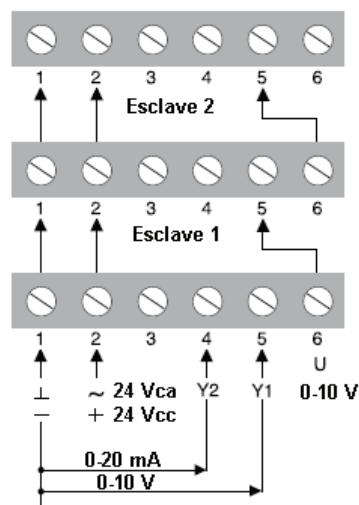 1 2 3 4 5 6
Esclave 2
1 2 3 4 5 6
Esclave 1
1 2 3 4 5 6
⊥ ~ 24 Vca Y2 Y1 U
− + 24 Vcc 0-10 V
0-20 mA
0-10 V